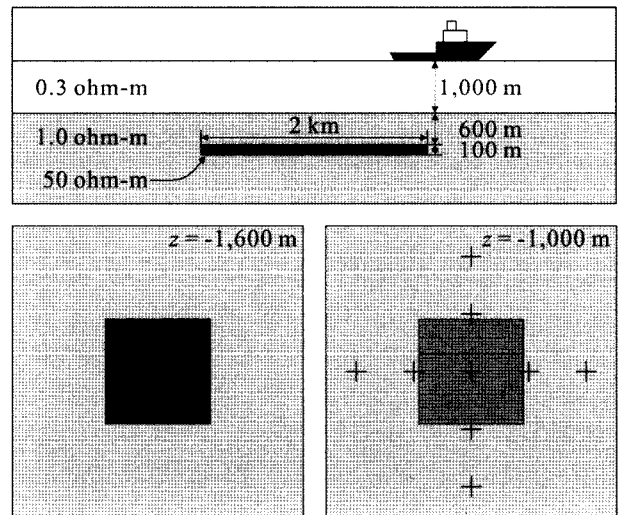 0.3 ohm-m
1,000 m
1.0 ohm-m
2 km
600 m
100 m
50 ohm-m
z = -1,600 m
z = -1,000 m